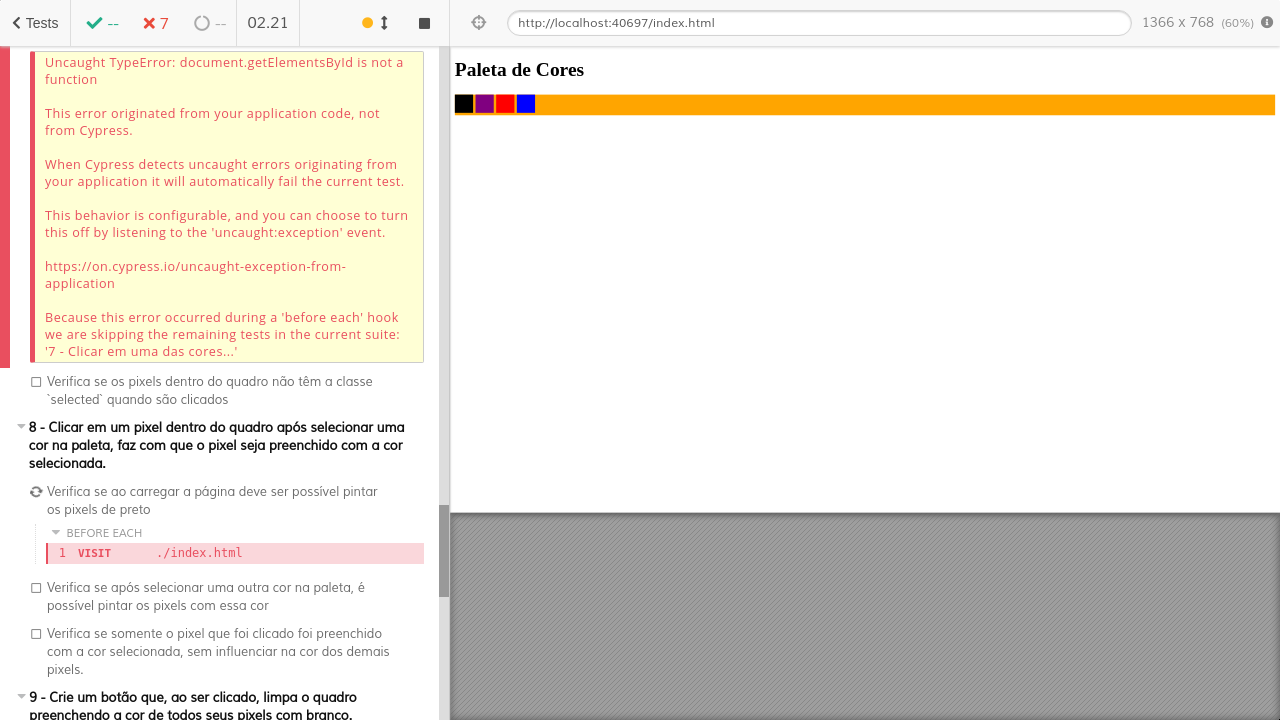 Tests
--
7
--
02.21
http://localhost:40697/index.html
1366 x 768 (60%)
Uncaught TypeError: document.getElementsById is not a
function
This error originated from your application code, not
from Cypress.
When Cypress detects uncaught errors originating from
your application it will automatically fail the current test.
This behavior is configurable, and you can choose to turn
this off by listening to the 'uncaught:exception' event.
https://on.cypress.io/uncaught-exception-from-
application
Because this error occurred during a 'before each' hook
we are skipping the remaining tests in the current suite:
'7 - Clicar em uma das cores...'
Verifica se os pixels dentro do quadro não têm a classe
`selected` quando são clicados
8 - Clicar em um pixel dentro do quadro após selecionar uma
cor na paleta, faz com que o pixel seja preenchido com a cor
selecionada.
Verifica se ao carregar a página deve ser possível pintar
os pixels de preto
BEFORE EACH
1 VISIT ./index.html
Verifica se após selecionar uma outra cor na paleta, é
possível pintar os pixels com essa cor
Verifica se somente o pixel que foi clicado foi preenchido
com a cor selecionada, sem influenciar na cor dos demais
pixels.
9 - Crie um botão que, ao ser clicado, limpa o quadro
preenchendo a cor de todos seus pixels com branco.
Paleta de Cores